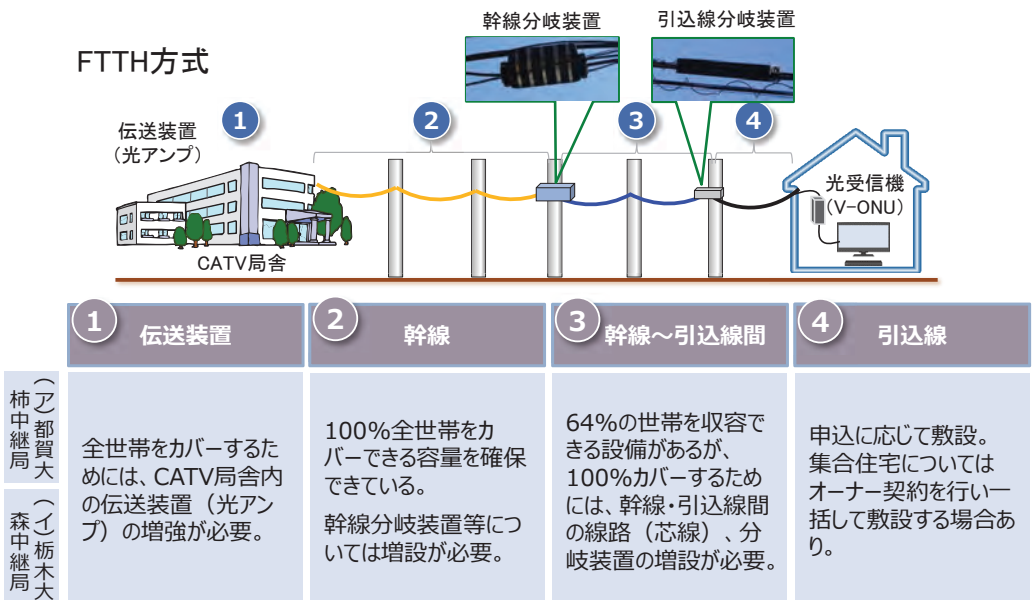 FTTH方式
幹線分岐装置
引込線分岐装置
伝送装置
（光アンプ）
1
2
3
4
CATV局舎
光受信機
（V-ONU）
1
伝送装置
2
幹線
3
幹線～引込線間
4
引込線
（ア）都賀大
柿中継局
（イ）栃木大
森中継局
全世帯をカバーするた
めには、CATV局舎内
の伝送装置（光アン
プ）の増強が必要。
100%全世帯をカ
バーできる容量を確保
できている。
幹線分岐装置等につ
いては増設が必要。
64%の世帯を収容で
きる設備があるが、
100%カバーするため
には、幹線・引込線間
の線路（芯線）、分
岐装置の増設が必要。
申込に応じて敷設。
集合住宅については
オーナー契約を行い一
括して敷設する場合あ
り。